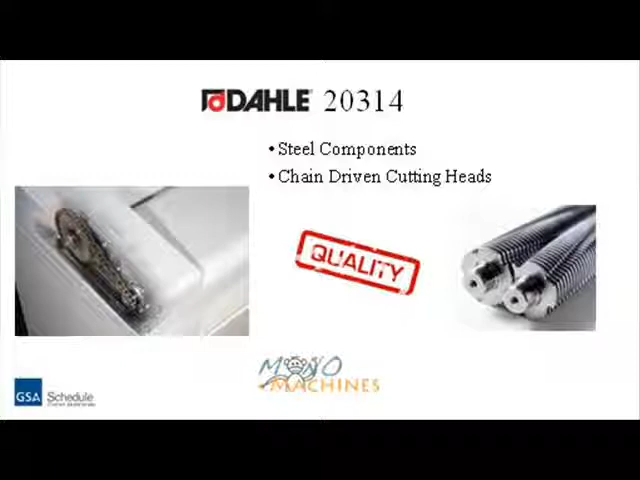 DAHLE 20314
• Steel Components
• Chain Driven Cutting Heads
QUALITY
MONO
MACHINES
GSA Schedule